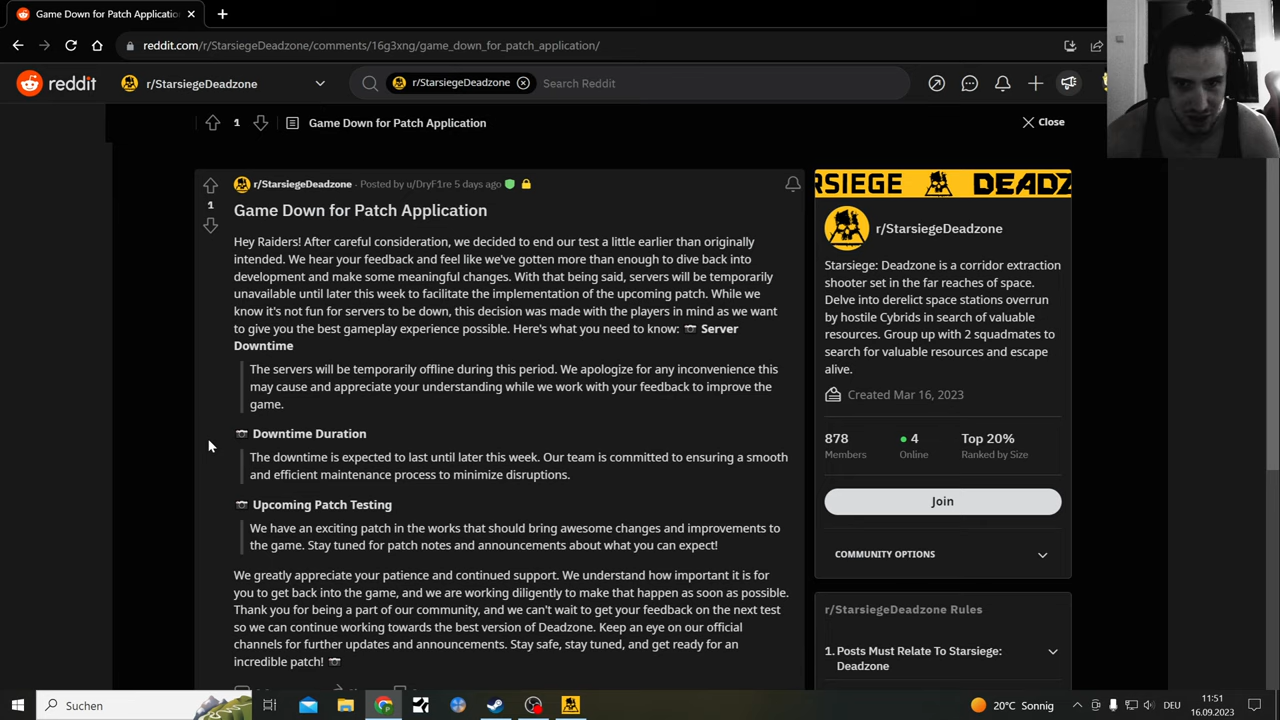 Game Down for Patch Applicatio
reddit.com/r/StarsiegeDeadzone/comments/16g3xng/game_down_for_patch_application/
reddit
r/StarsiegeDeadzone
r/StarsiegeDeadzone
Search Reddit
1
Game Down for Patch Application
Close
r/StarsiegeDeadzone · Posted by u/DryF1re 5 days ago
1
Game Down for Patch Application
Hey Raiders! After careful consideration, we decided to end our test a little earlier than originally
intended. We hear your feedback and feel like we've gotten more than enough to dive back into
development and make some meaningful changes. With that being said, servers will be temporarily
unavailable until later this week to facilitate the implementation of the upcoming patch. While we
know it's not fun for servers to be down, this decision was made with the players in mind as we want
to give you the best gameplay experience possible. Here's what you need to know: Server
Downtime
The servers will be temporarily offline during this period. We apologize for any inconvenience this
may cause and appreciate your understanding while we work with your feedback to improve the
game.
Downtime Duration
The downtime is expected to last until later this week. Our team is committed to ensuring a smooth
and efficient maintenance process to minimize disruptions.
Upcoming Patch Testing
We have an exciting patch in the works that should bring awesome changes and improvements to
the game. Stay tuned for patch notes and announcements about what you can expect!
We greatly appreciate your patience and continued support. We understand how important it is for
you to get back into the game, and we are working diligently to make that happen as soon as possible.
Thank you for being a part of our community, and we can't wait to get your feedback on the next test
so we can continue working towards the best version of Deadzone. Keep an eye on our official
channels for further updates and announcements. Stay safe, stay tuned, and get ready for an
incredible patch!
RSIEGE DEADZ
r/StarsiegeDeadzone
Starsiege: Deadzone is a corridor extraction
shooter set in the far reaches of space.
Delve into derelict space stations overrun
by hostile Cybrids in search of valuable
resources. Group up with 2 squadmates to
search for valuable resources and escape
alive.
Created Mar 16, 2023
878
4
Top 20%
Members
Online
Ranked by Size
Join
COMMUNITY OPTIONS
r/StarsiegeDeadzone Rules
1. Posts Must Relate To Starsiege:
Deadzone
Suchen
20°C Sonnig
DEU
11:51
16.09.2023